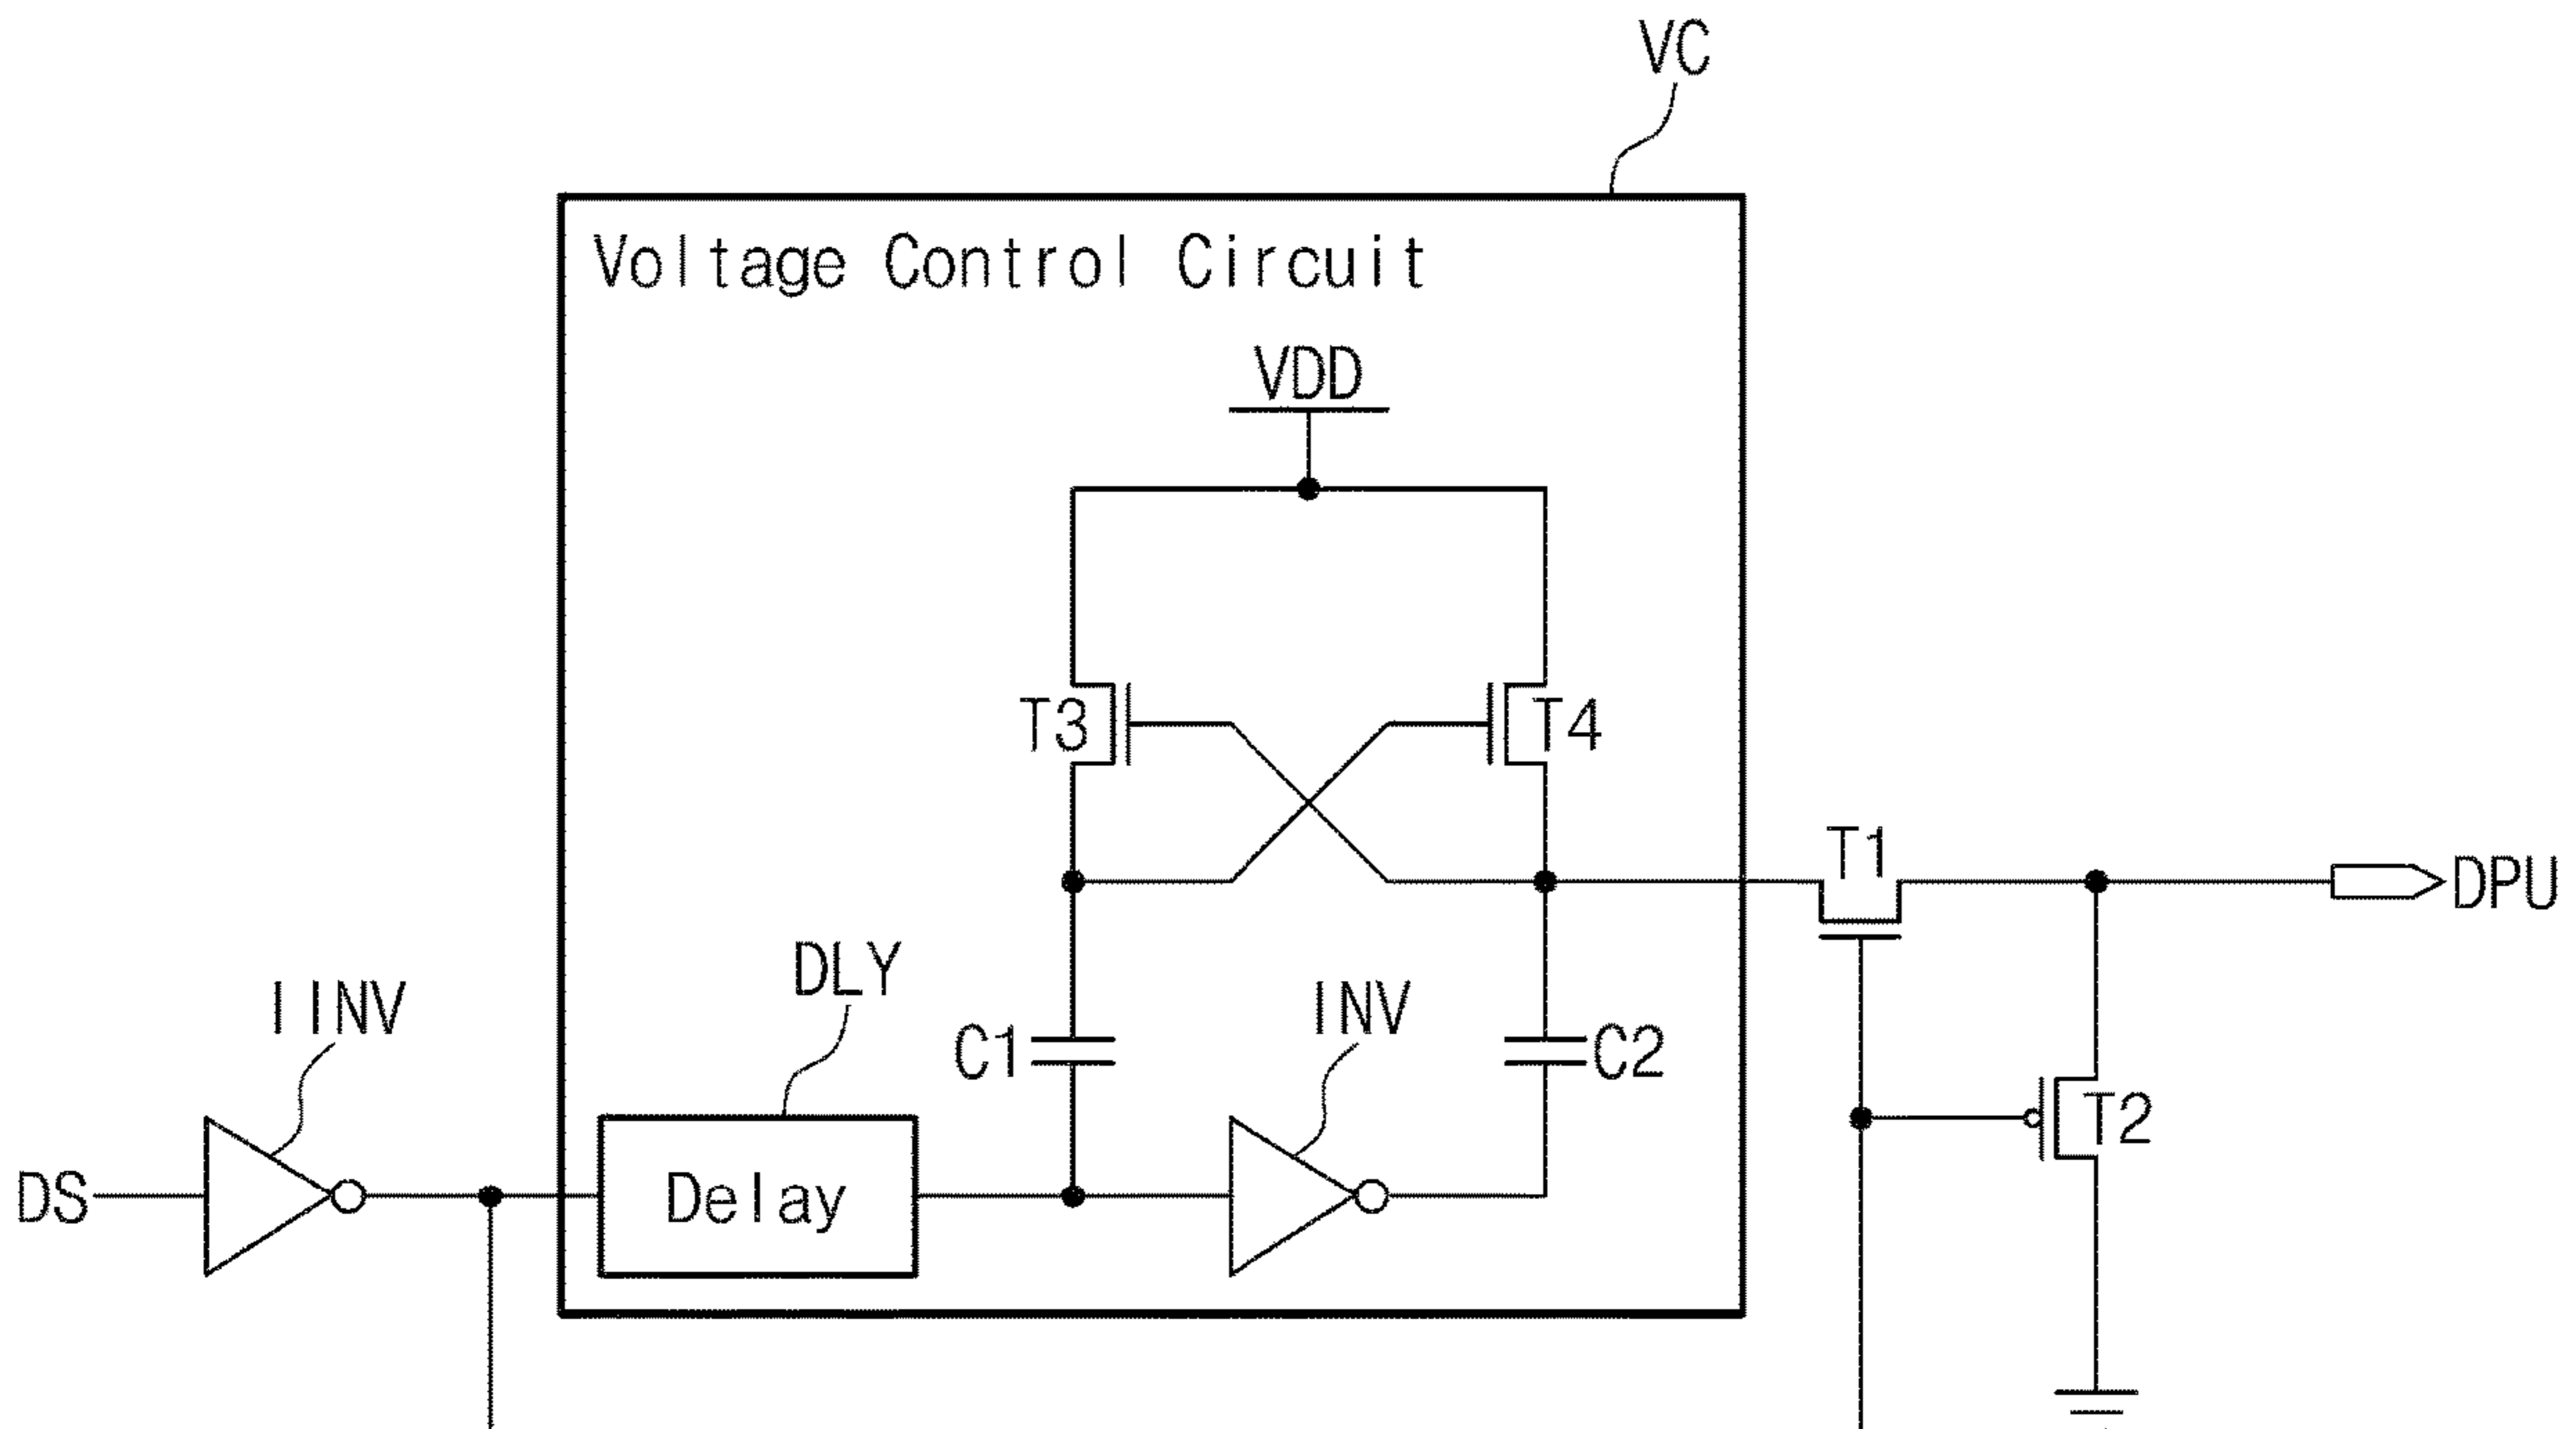 VC
Voltage Control Circuit
VDD
T3
T4
T1
DPU
DLY
IINV
INV
C1
C2
T2
DS
Delay